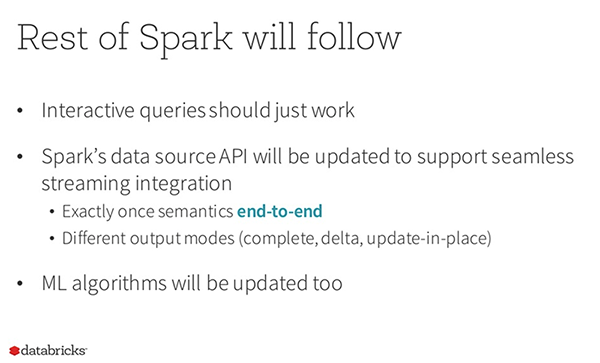 Rest of Spark will follow
• Interactive queries should just work
• Spark's data source API will be updated to support seamless
streaming integration
• Exactly once semantics end-to-end
• Different output modes (complete, delta, update-in-place)
• ML algorithms will be updated too
databricks